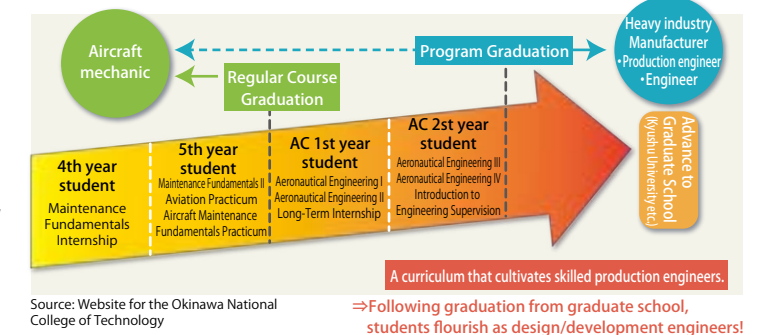 Aircraft
mechanic
Program Graduation
Heavy industry
Manufacturer
・Production engineer
・Engineer
Regular Course
Graduation
4th year
student
Maintenance
Fundamentals
Internship
5th year
student
Maintenance Fundamentals II
Aviation Practicum
Aircraft Maintenance
Fundamentals Practicum
AC 1st year
student
Aeronautical Engineering I
Aeronautical Engineering II
Long-Term Internship
AC 2st year
student
Aeronautical Engineering III
Aeronautical Engineering IV
Introduction to
Engineering Supervision
Advance to
Graduate School
(Kyushu University etc.)
A curriculum that cultivates skilled production engineers.
Source: Website for the Okinawa National
College of Technology
⇒Following graduation from graduate school,
students flourish as design/development engineers!